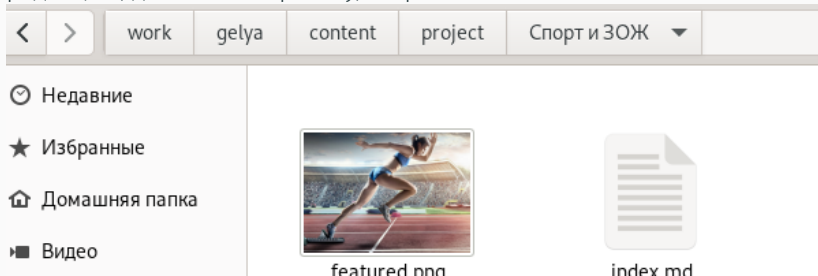 work gelya content project Спорт и ЗОЖ
Недавние
Избранные
Домашняя папка
Видео
featured.png index.md